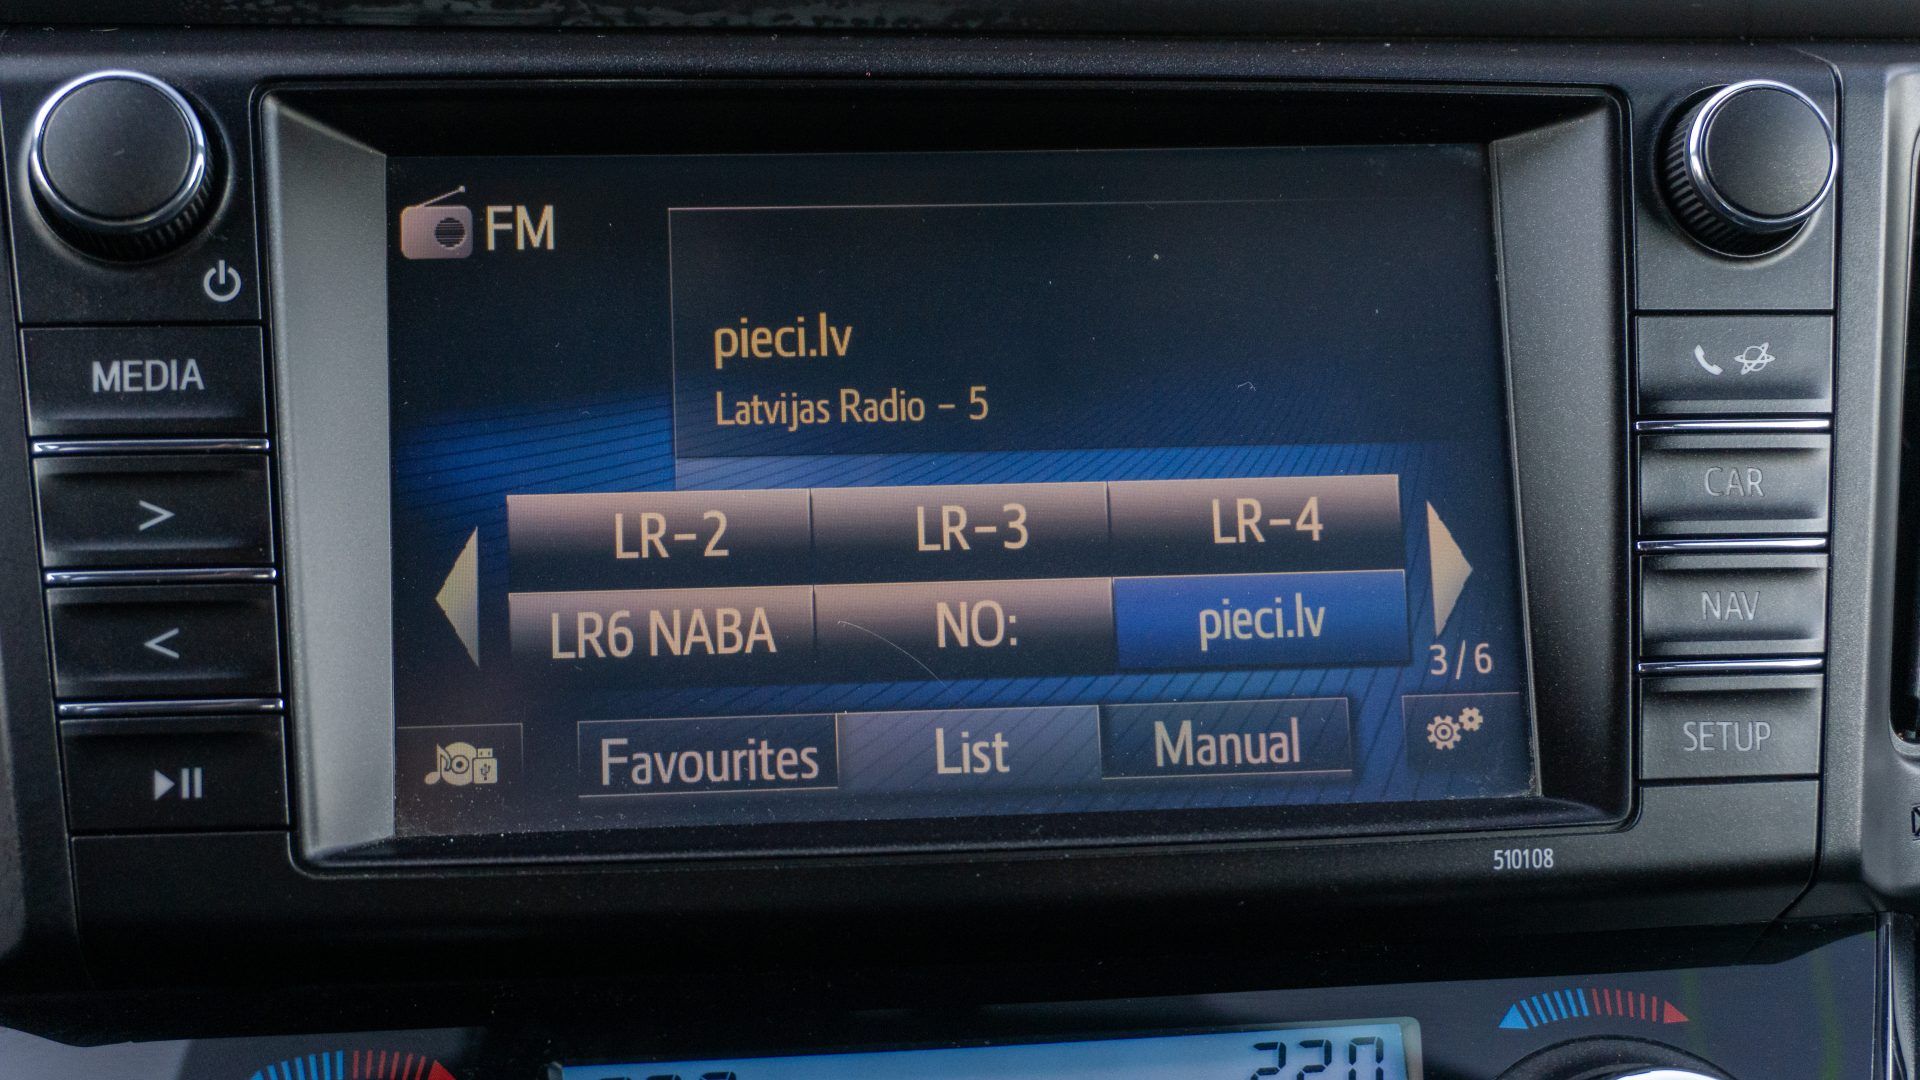 FM
pieci.lv
Latvijas Radio - 5
LR-2 LR-3 LR-4
LR6 NABA NO: pieci.lv
3 / 6
Favourites List Manual
MEDIA
>
<
CAR
NAV
SETUP
510108
220